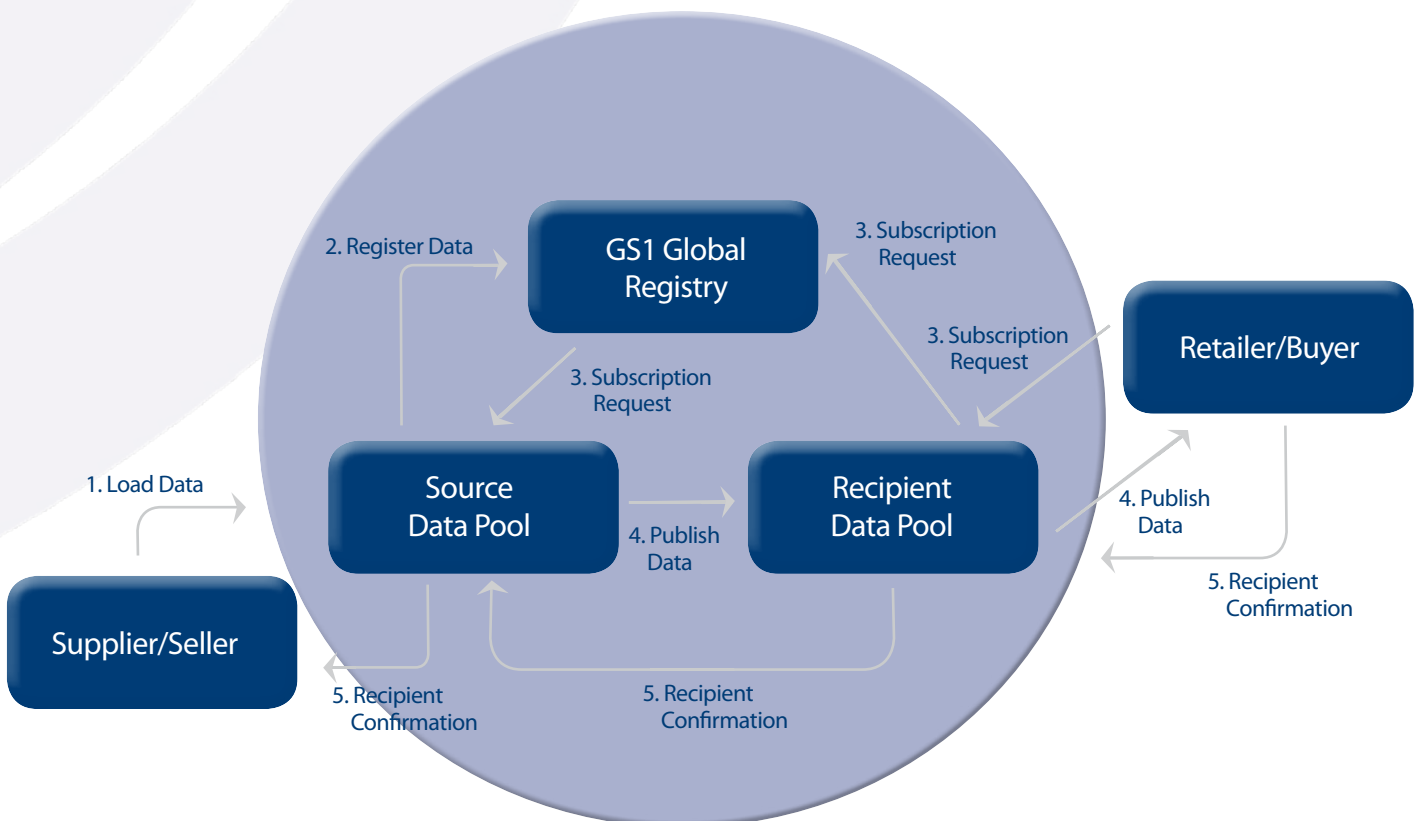 2. Register Data
GS1 Global
Registry
3. Subscription
Request
3. Subscription
Request
Retailer/Buyer
3. Subscription
Request
1. Load Data
Source
Data Pool
4. Publish
Data
Recipient
Data Pool
4. Publish
Data
5. Recipient
Confirmation
Supplier/Seller
5. Recipient
Confirmation
5. Recipient
Confirmation